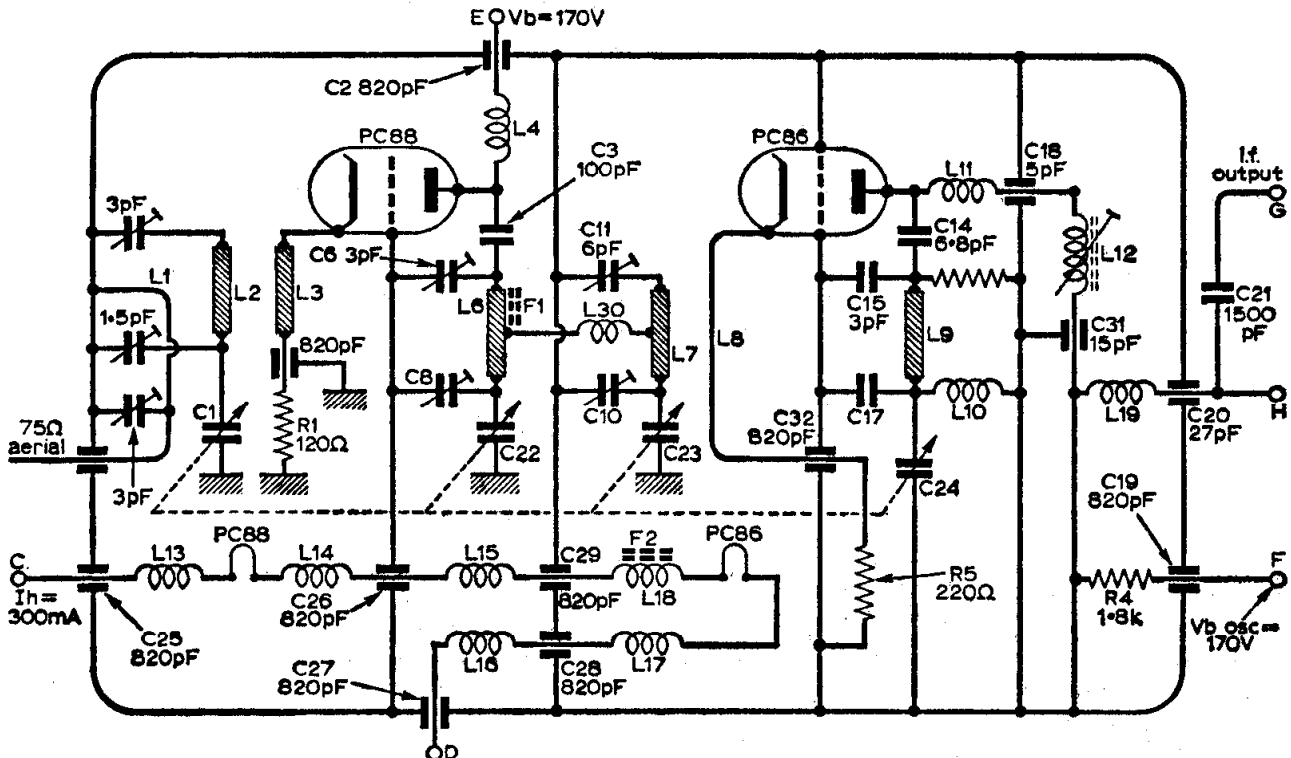 E Vb=170V
C2 820pF
L4
PC88
C3
100pF
PC86
L11
C18
5pF
I.f.
output
G
3pF
L1
L2
L3
C6 3pF
C11
6pF
C14
6·8pF
L12
C21
1500
pF
1·5pF
820pF
L6
F1
L30
L7
L8
C15
3pF
L9
C31
15pF
75Ω
aerial
C1
R1
120Ω
C8
C10
C17
L10
L19
H
C20
27pF
3pF
C22
C23
C32
820pF
C24
C19
820pF
C
Ih=
300mA
L13
PC88
L14
L15
C29
820pF
F2
L18
PC86
R5
220Ω
R4
1·8k
F
Vb osc=
170V
C25
820pF
C26
820pF
C27
820pF
L16
C28
820pF
L17
D